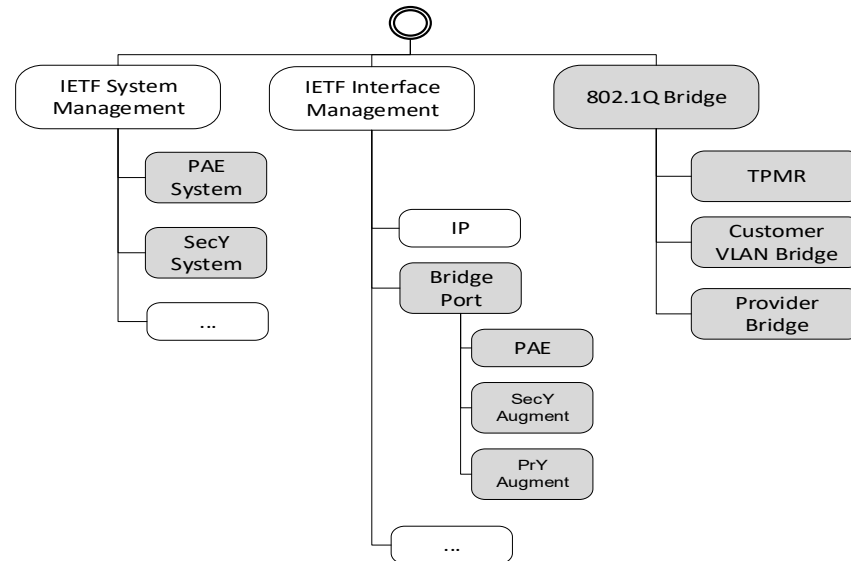 IETF System
Management
PAE
System
SecY
System
...
IETF Interface
Management
IP
Bridge
Port
PAE
SecY
Augment
PrY
Augment
...
802.1Q Bridge
TPMR
Customer
VLAN Bridge
Provider
Bridge